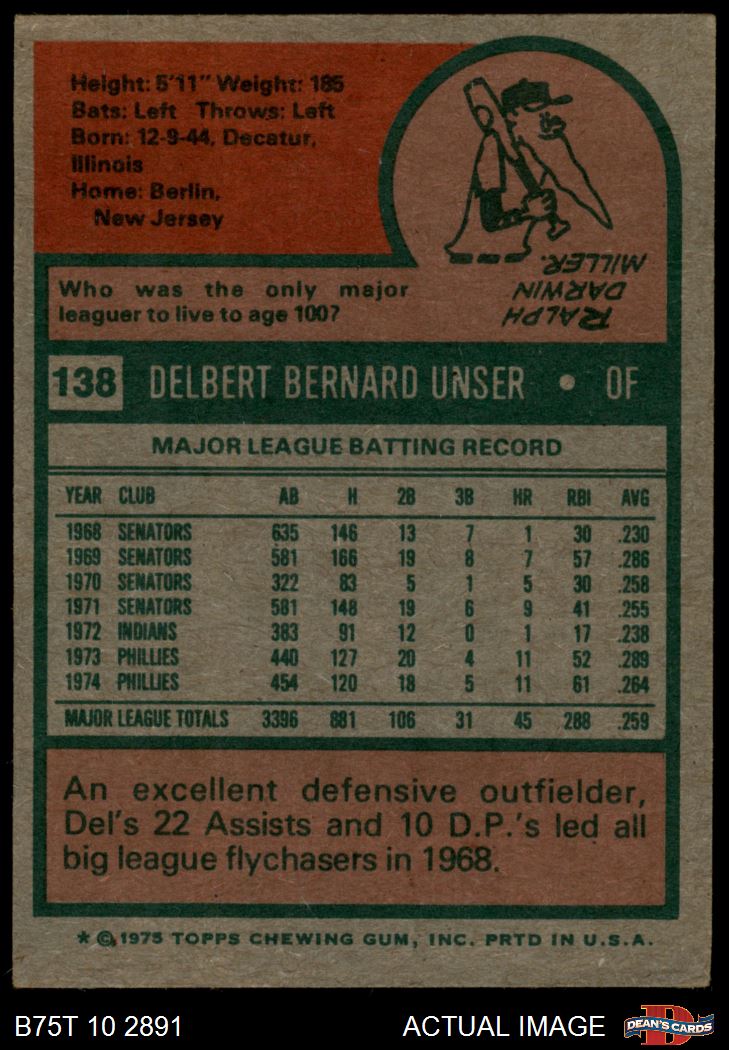 Height: 5'11" Weight: 185
Bats: Left Throws: Left
Born: 12-9-44, Decatur,
Illinois
Home: Berlin,
New Jersey
Who was the only major
leaguer to live to age 100?
RALPH
DARWIN
MILLER.
138 DELBERT BERNARD UNSER • OF
MAJOR LEAGUE BATTING RECORD
YEAR CLUB AB H 2B 3B HR RBI AVG
1968 SENATORS 635 146 13 7 1 30 .230
1969 SENATORS 581 166 19 8 7 57 .286
1970 SENATORS 322 83 5 1 5 30 .258
1971 SENATORS 581 148 19 6 9 41 .255
1972 INDIANS 383 91 12 0 1 17 .238
1973 PHILLIES 440 127 20 4 11 52 .289
1974 PHILLIES 454 120 18 5 11 61 .264
MAJOR LEAGUE TOTALS 3396 881 106 31 45 288 .259
An excellent defensive outfielder,
Del's 22 Assists and 10 D.P.'s led all
big league flychasers in 1968.
* © 1975 TOPPS CHEWING GUM, INC. PRTD IN U.S.A.
B75T 10 2891 ACTUAL IMAGE
D
DEAN'S CARDS